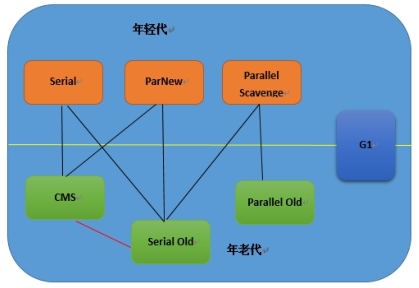 年轻代
Serial
ParNew
Parallel
Scavenge
G1
CMS
Serial Old
Parallel Old
年老代